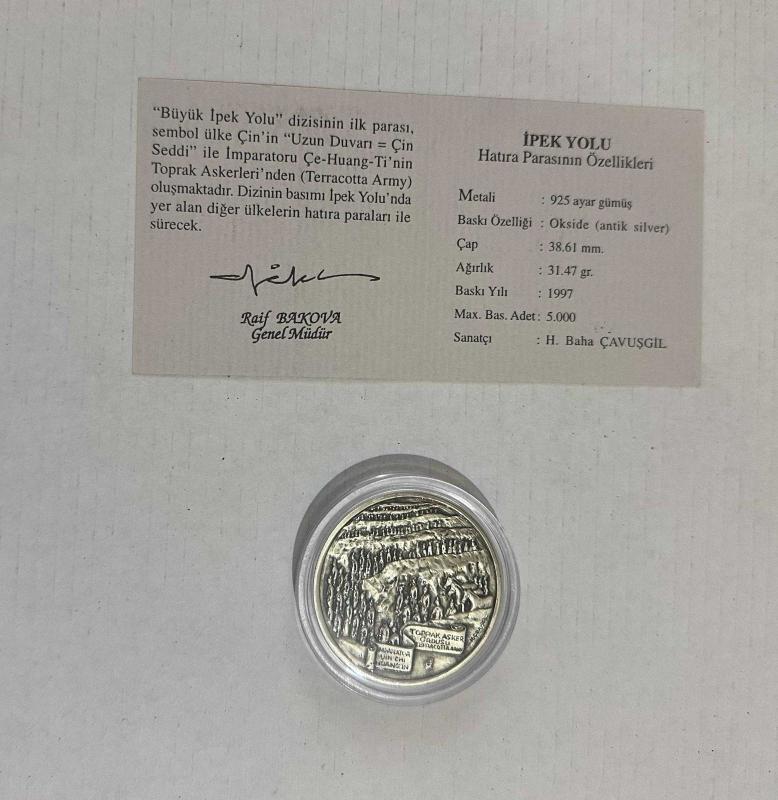 “Büyük İpek Yolu” dizisinin ilk parası,
sembol ülke Çin'in “Uzun Duvarı = Çin
Seddi” ile İmparatoru Çe-Huang-Ti'nin
Toprak Askerleri'nden (Terracotta Army)
oluşmaktadır. Dizinin basımı İpek Yolu'nda
yer alan diğer ülkelerin hatıra paraları ile
sürecek.
Raif BAKOVA
Genel Müdür
İPEK YOLU
Hatıra Parasının Özellikleri
Metali : 925 ayar gümüş
Baskı Özelliği : Okside (antik silver)
Çap : 38.61 mm.
Ağırlık : 31.47 gr.
Baskı Yılı : 1997
Max. Bas. Adet : 5.000
Sanatçı : H. Baha ÇAVUŞGİL
TOPRAK ASKER
ORDUSU
TERRACOTTA ARMY